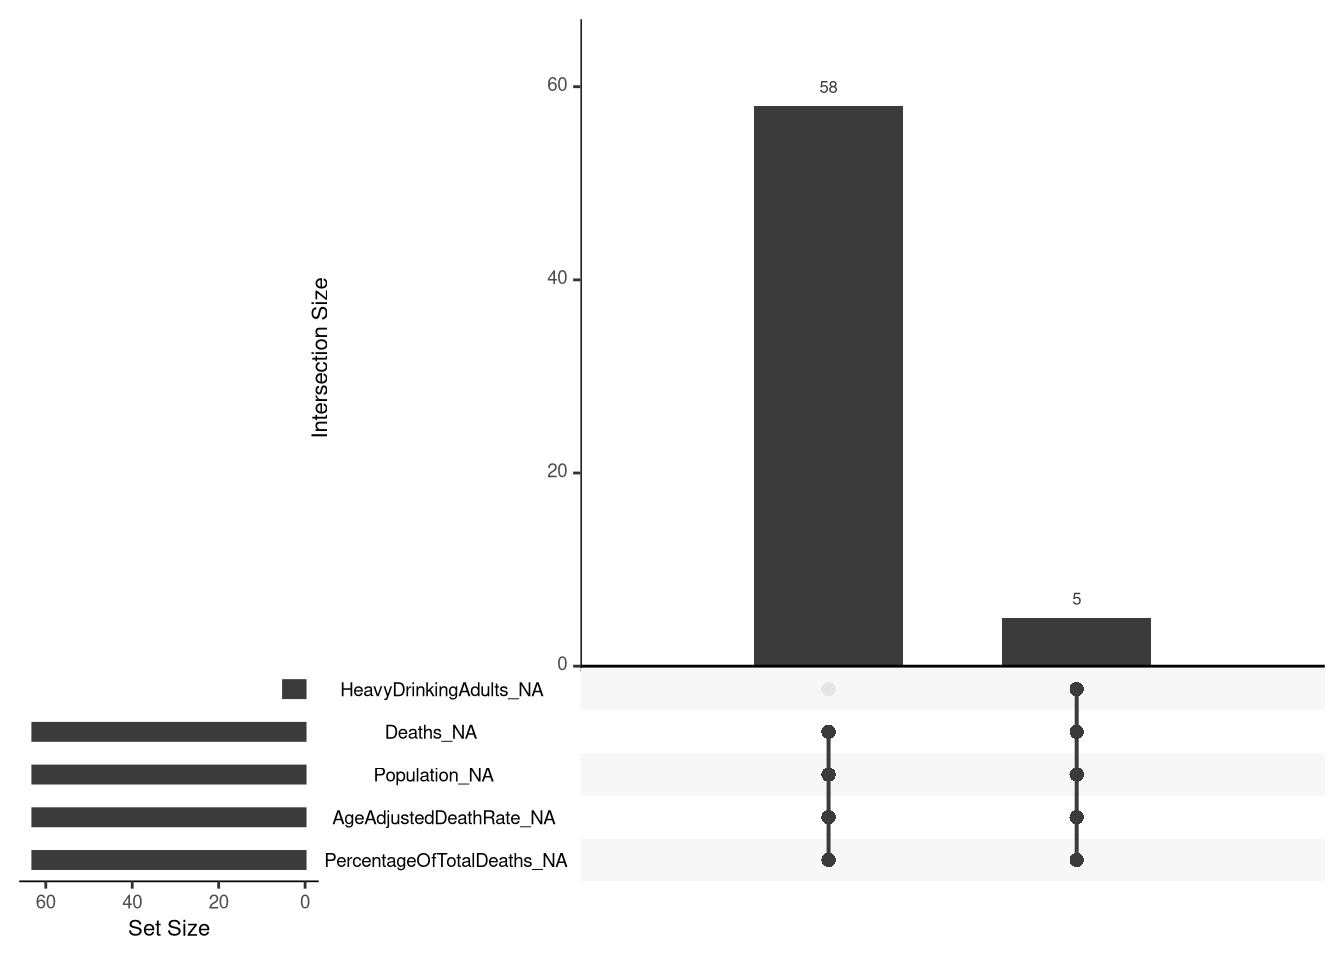 58
60
40
Intersection Size
20
5
0
HeavyDrinkingAdults_NA
Deaths_NA
Population_NA
AgeAdjustedDeathRate_NA
PercentageOfTotalDeaths_NA
60 40 20 0
Set Size